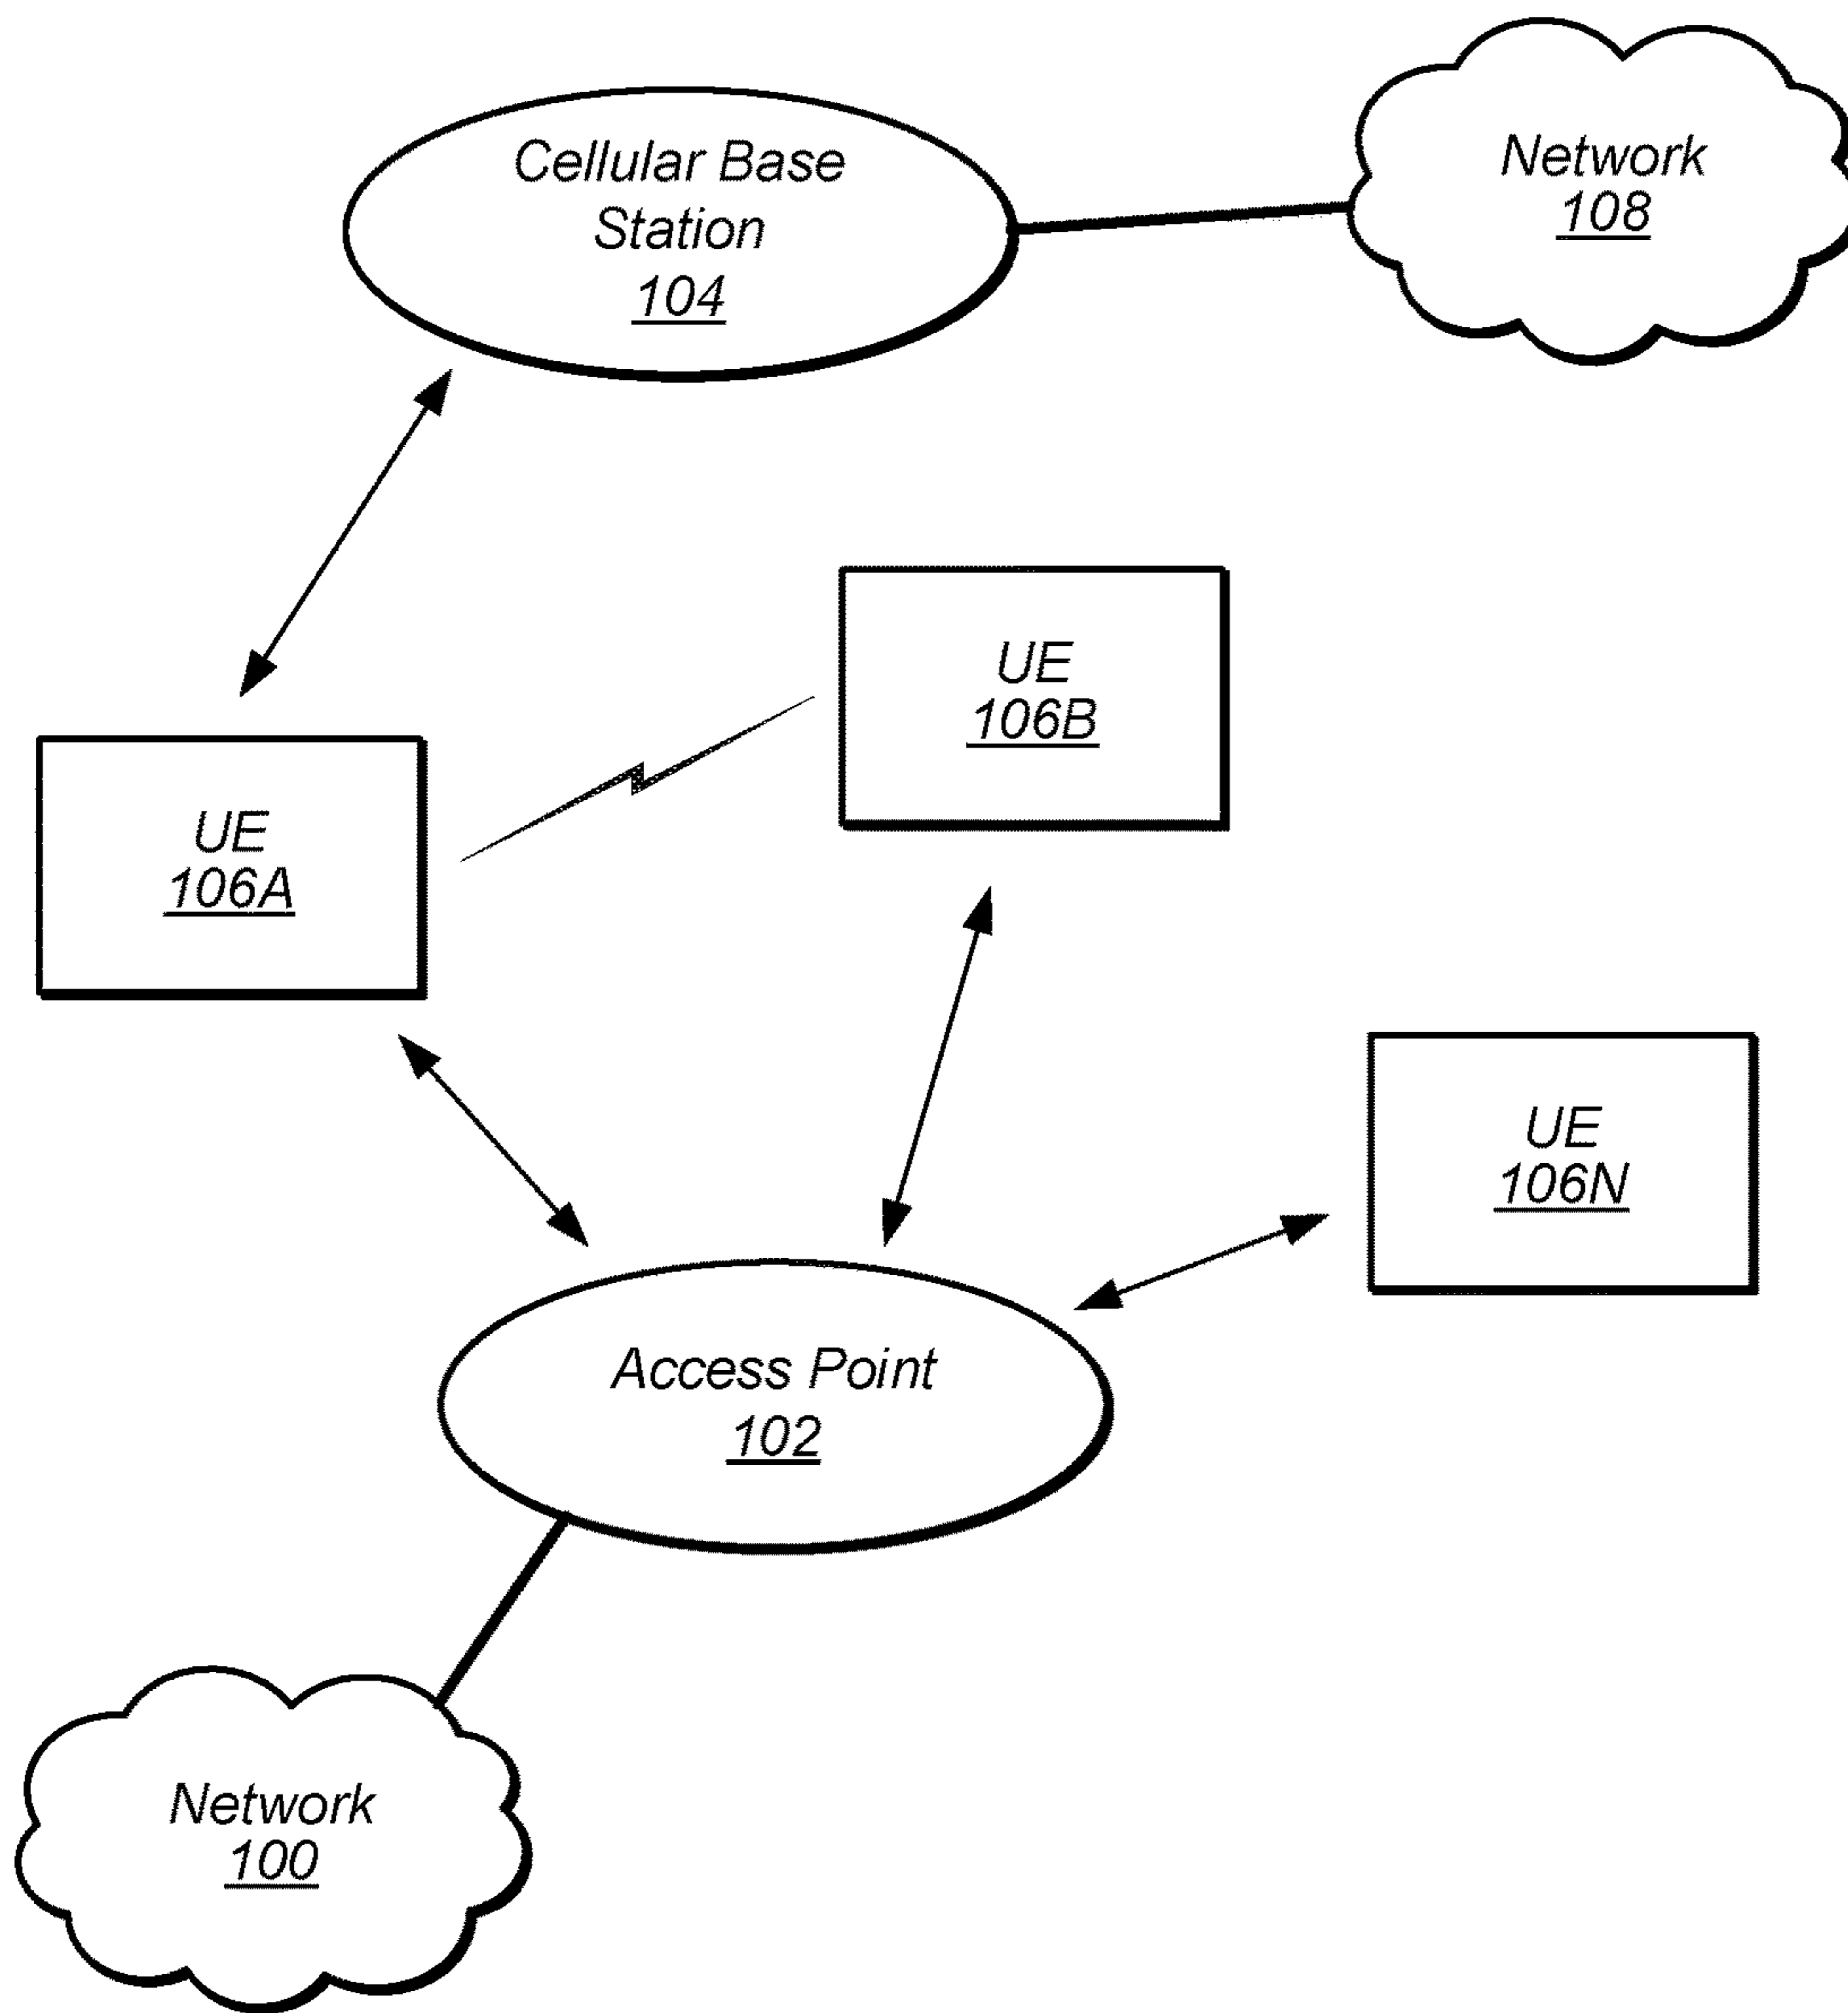 Cellular Base
Station
104
Network
108
UE
106B
UE
106A
UE
106N
Access Point
102
Network
100